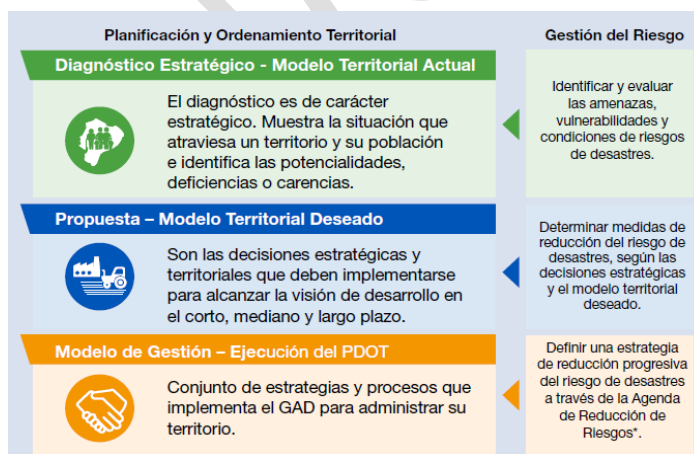 Planificación y Ordenamiento Territorial
Gestión del Riesgo
Diagnóstico Estratégico - Modelo Territorial Actual
El diagnóstico es de carácter
estratégico. Muestra la situación que
atraviesa un territorio y su población
e identifica las potencialidades,
deficiencias o carencias.
Identificar y evaluar
las amenazas,
vulnerabilidades y
condiciones de riesgos
de desastres.
Propuesta – Modelo Territorial Deseado
Son las decisiones estratégicas y
territoriales que deben implementarse
para alcanzar la visión de desarrollo en
el corto, mediano y largo plazo.
Determinar medidas de
reducción del riesgo de
desastres, según las
decisiones estratégicas
y el modelo territorial
deseado.
Modelo de Gestión – Ejecución del PDOT
Conjunto de estrategias y procesos que
implementa el GAD para administrar su
territorio.
Definir una estrategia
de reducción progresiva
del riesgo de desastres
a través de la Agenda
de Reducción de
Riesgos*.